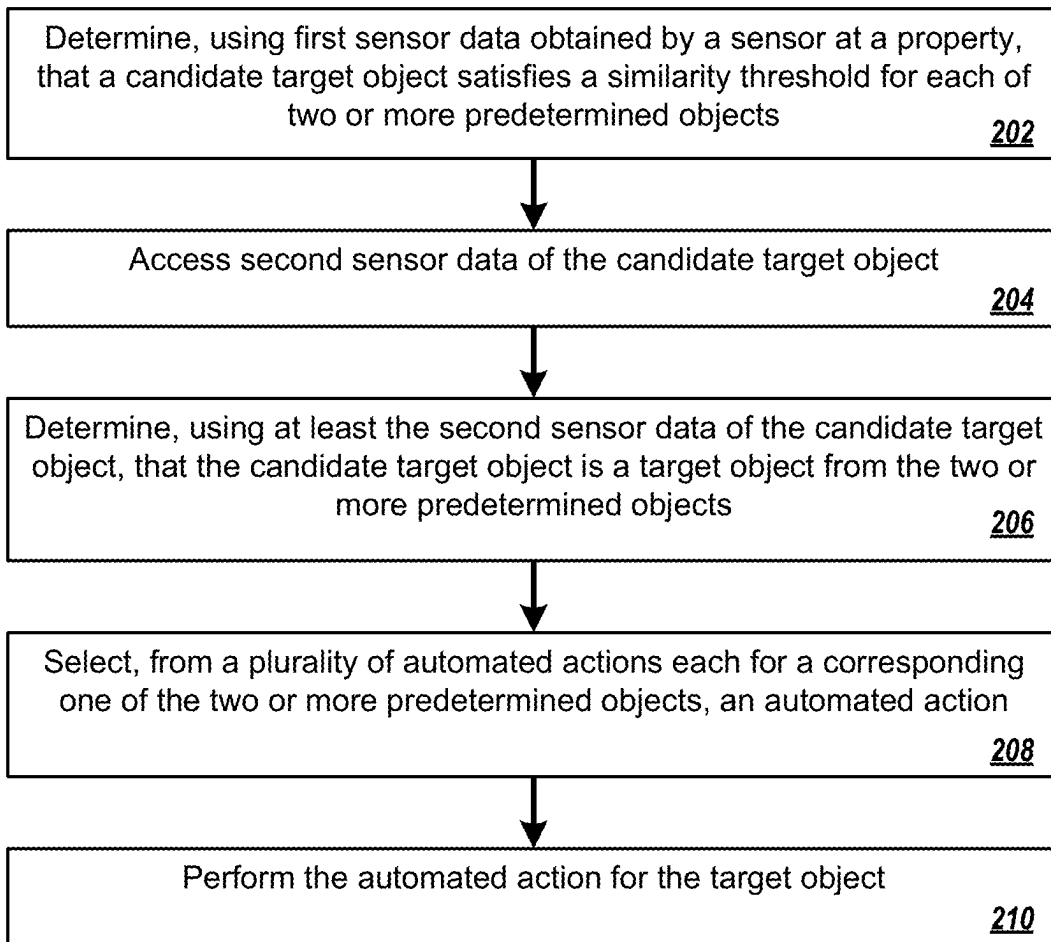 Determine, using first sensor data obtained by a sensor at a property,
that a candidate target object satisfies a similarity threshold for each of
two or more predetermined objects
202
Access second sensor data of the candidate target object
204
Determine, using at least the second sensor data of the candidate target
object, that the candidate target object is a target object from the two or
more predetermined objects
206
Select, from a plurality of automated actions each for a corresponding
one of the two or more predetermined objects, an automated action
208
Perform the automated action for the target object
210